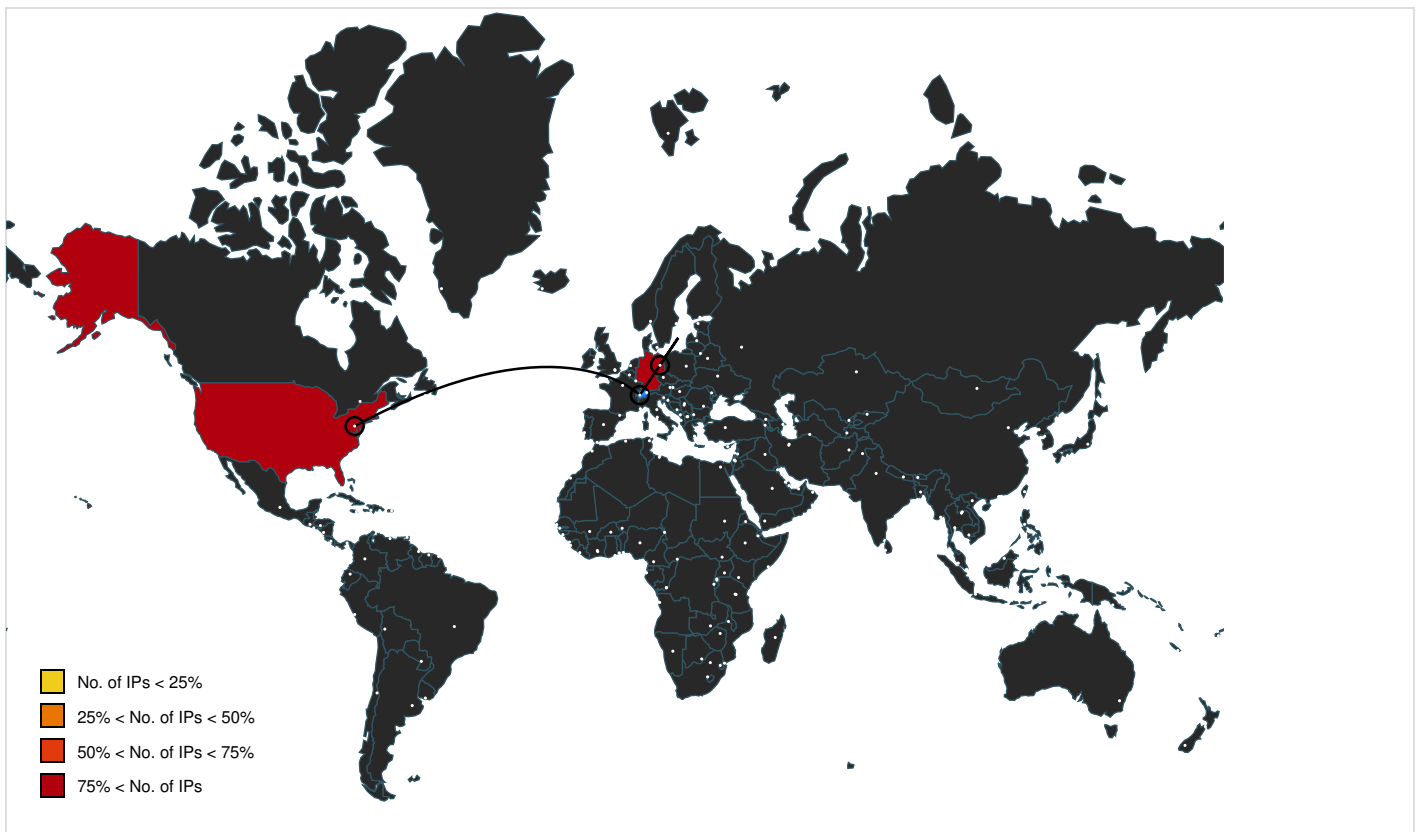 No. of IPs < 25%
25% < No. of IPs < 50%
50% < No. of IPs < 75%
75% < No. of IPs